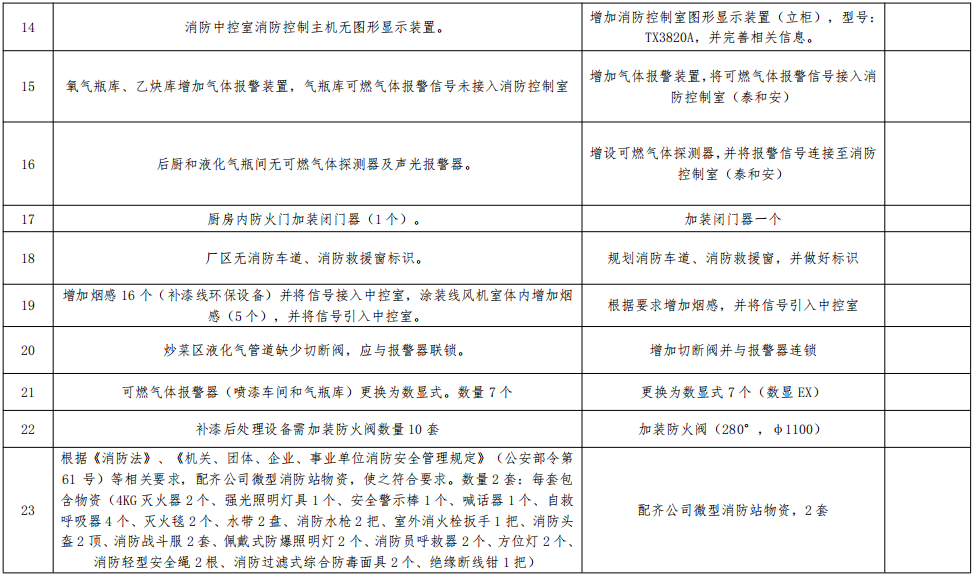 14
消防中控室消防控制主机无图形显示装置。
增加消防控制室图形显示装置（立柜），型号：
TX3820A，并完善相关信息。
15
氧气瓶库、乙炔库增加气体报警装置，气瓶库可燃气体报警信号未接入消防控制室
增加气体报警装置,将可燃气体报警信号接入消
防控制室（泰和安）
16
后厨和液化气瓶间无可燃气体探测器及声光报警器。
增设可燃气体探测器,并将报警信号连接至消防
控制室（泰和安）
17
厨房内防火门加装闭门器（1个）。
加装闭门器一个
18
厂区无消防车道、消防救援窗标识。
规划消防车道、消防救援窗，并做好标识
19
增加烟感 16 个（补漆线环保设备）并将信号接入中控室，涂装线风机室体内增加烟
感（5 个），并将信号引入中控室。
根据要求增加烟感，并将信号引入中控室
20
炒菜区液化气管道缺少切断阀，应与报警器联锁。
增加切断阀并与报警器连锁
21
可燃气体报警器（喷漆车间和气瓶库）更换为数显式。数量 7 个
更换为数显式 7 个（数显 EX）
22
补漆后处理设备需加装防火阀数量 10 套
加装防火阀（280°，φ1100）
23
根据《消防法》、《机关、团体、企业、事业单位消防安全管理规定》（公安部令第
61 号）等相关要求，配齐公司微型消防站物资，使之符合要求。数量 2 套：每套包
含物资（4KG 灭火器 2 个、强光照明灯具 1 个、安全警示棒 1 个、喊话器 1 个、自救
呼吸器 4 个、灭火毯 2 个、水带 2 盘、消防水枪 2 把、室外消火栓扳手 1 把、消防头
盔 2 顶、消防战斗服 2 套、佩戴式防爆照明灯 2 个、消防员呼救器 2 个、方位灯 2 个、
消防轻型安全绳 2 根、消防过滤式综合防毒面具 2 个、绝缘断线钳 1 把）
配齐公司微型消防站物资，2 套